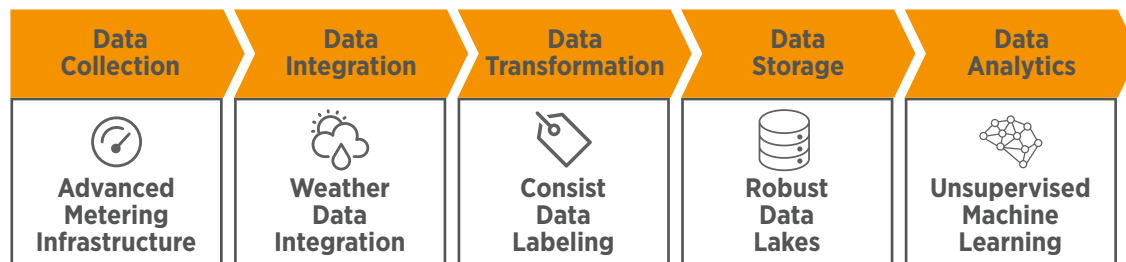 Data
Collection
Data
Integration
Data
Transformation
Data
Storage
Data
Analytics
Advanced
Metering
Infrastructure
Weather
Data
Integration
Consist
Data
Labeling
Robust
Data
Lakes
Unsupervised
Machine
Learning